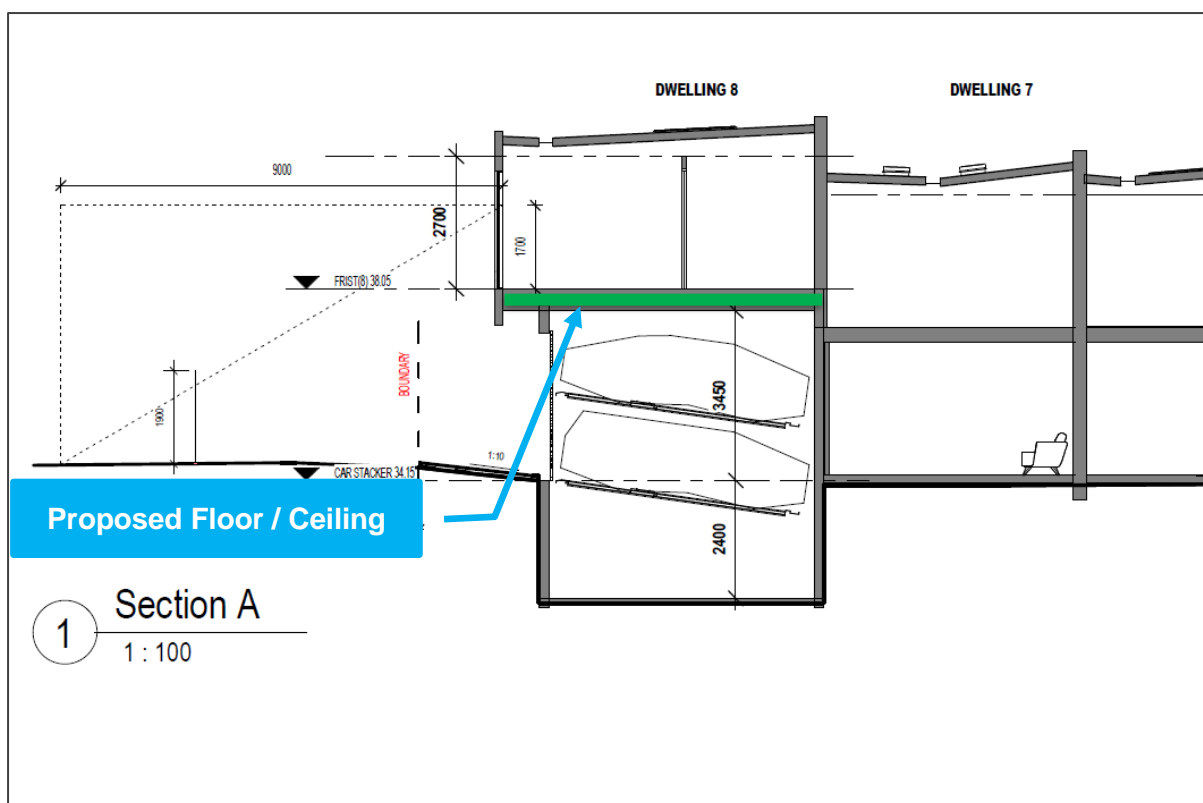 DWELLING 8
DWELLING 7
9000
2700
1700
FRIST(8) 38.05
BOUNDARY
3450
1900
1:10
CAR STACKER 34.15
Proposed Floor / Ceiling
2400
1
Section A
1 : 100